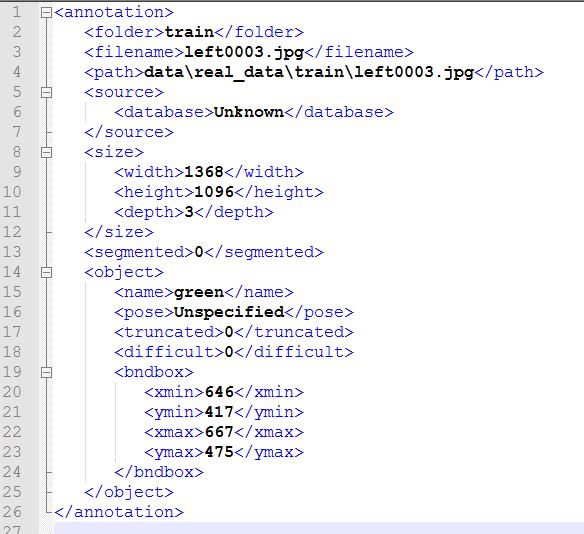 1 <annotation>
2 <folder>train</folder>
3 <filename>left0003.jpg</filename>
4 <path>data\real_data\train\left0003.jpg</path>
5 <source>
6 <database>Unknown</database>
7 </source>
8 <size>
9 <width>1368</width>
10 <height>1096</height>
11 <depth>3</depth>
12 </size>
13 <segmented>0</segmented>
14 <object>
15 <name>green</name>
16 <pose>Unspecified</pose>
17 <truncated>0</truncated>
18 <difficult>0</difficult>
19 <bndbox>
20 <xmin>646</xmin>
21 <ymin>417</ymin>
22 <xmax>667</xmax>
23 <ymax>475</ymax>
24 </bndbox>
25 </object>
26 </annotation>
27